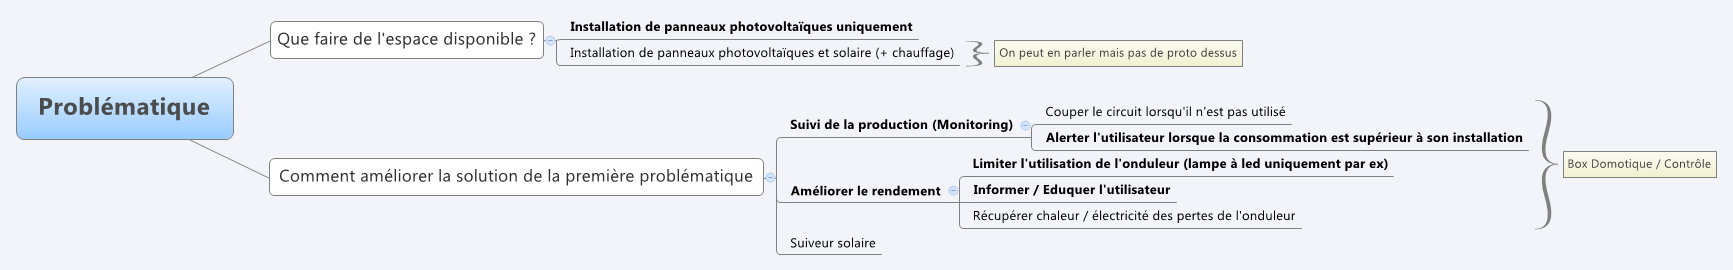 Problématique
Que faire de l'espace disponible ?
Installation de panneaux photovoltaïques uniquement
Installation de panneaux photovoltaïques et solaire (+ chauffage)
On peut en parler mais pas de proto dessus
Comment améliorer la solution de la première problématique
Suivi de la production (Monitoring)
Couper le circuit lorsqu'il n'est pas utilisé
Alerter l'utilisateur lorsque la consommation est supérieur à son installation
Améliorer le rendement
Limiter l'utilisation de l'onduleur (lampe à led uniquement par ex)
Informer / Eduquer l'utilisateur
Récupérer chaleur / électricité des pertes de l'onduleur
Suiveur solaire
Box Domotique / Contrôle